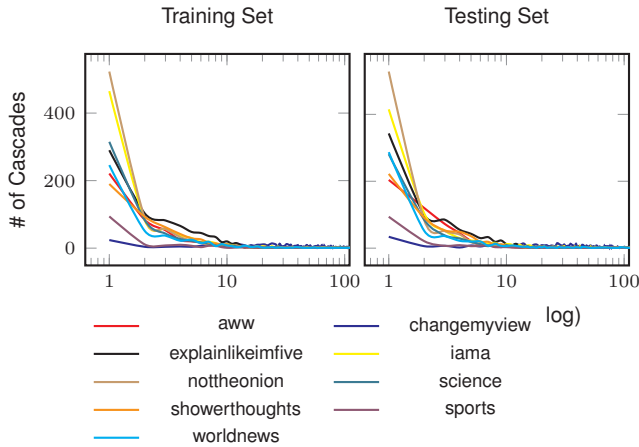 Training Set
Testing Set
# of Cascades
400
200
0
1
10
100
1
10
100
log)
aww
changemyview
explainlikeimfive
iama
nottheonion
science
showerthoughts
sports
worldnews